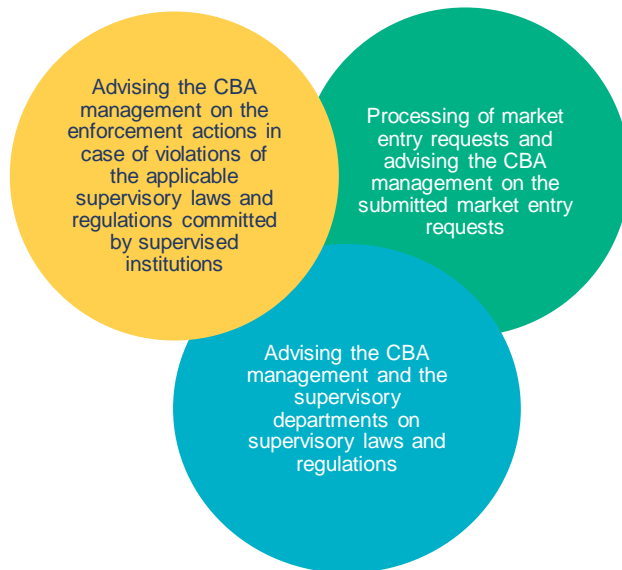 Advising the CBA
management on the
enforcement actions in
case of violations of
the applicable
supervisory laws and
regulations committed
by supervised
institutions
Processing of market
entry requests and
advising the CBA
management on the
submitted market entry
requests
Advising the CBA
management and the
supervisory
departments on
supervisory laws and
regulations